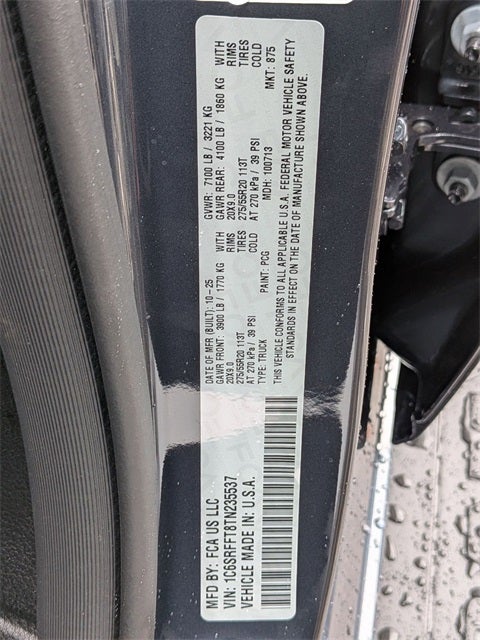 MFD BY: FCA US LLC
VIN: 1C6SRFFT8TN235537
VEHICLE MADE IN: U.S.A.
DATE OF MFR (BUILT): 10-25 GVWR: 7100 LB / 3221 KG
GAWR FRONT: 3900 LB / 1770 KG WITH GAWR REAR: 4100 LB / 1860 KG WITH
20X9.0 RIMS 20X9.0 RIMS
275/55R20 113T TIRES 275/55R20 113T TIRES
AT 270 kPa / 39 PSI COLD AT 270 kPa / 39 PSI COLD
TYPE: TRUCK PAINT: PCG MDH: 100713 MKT: 875
THIS VEHICLE CONFORMS TO ALL APPLICABLE U.S.A. FEDERAL MOTOR VEHICLE SAFETY
STANDARDS IN EFFECT ON THE DATE OF MANUFACTURE SHOWN ABOVE.